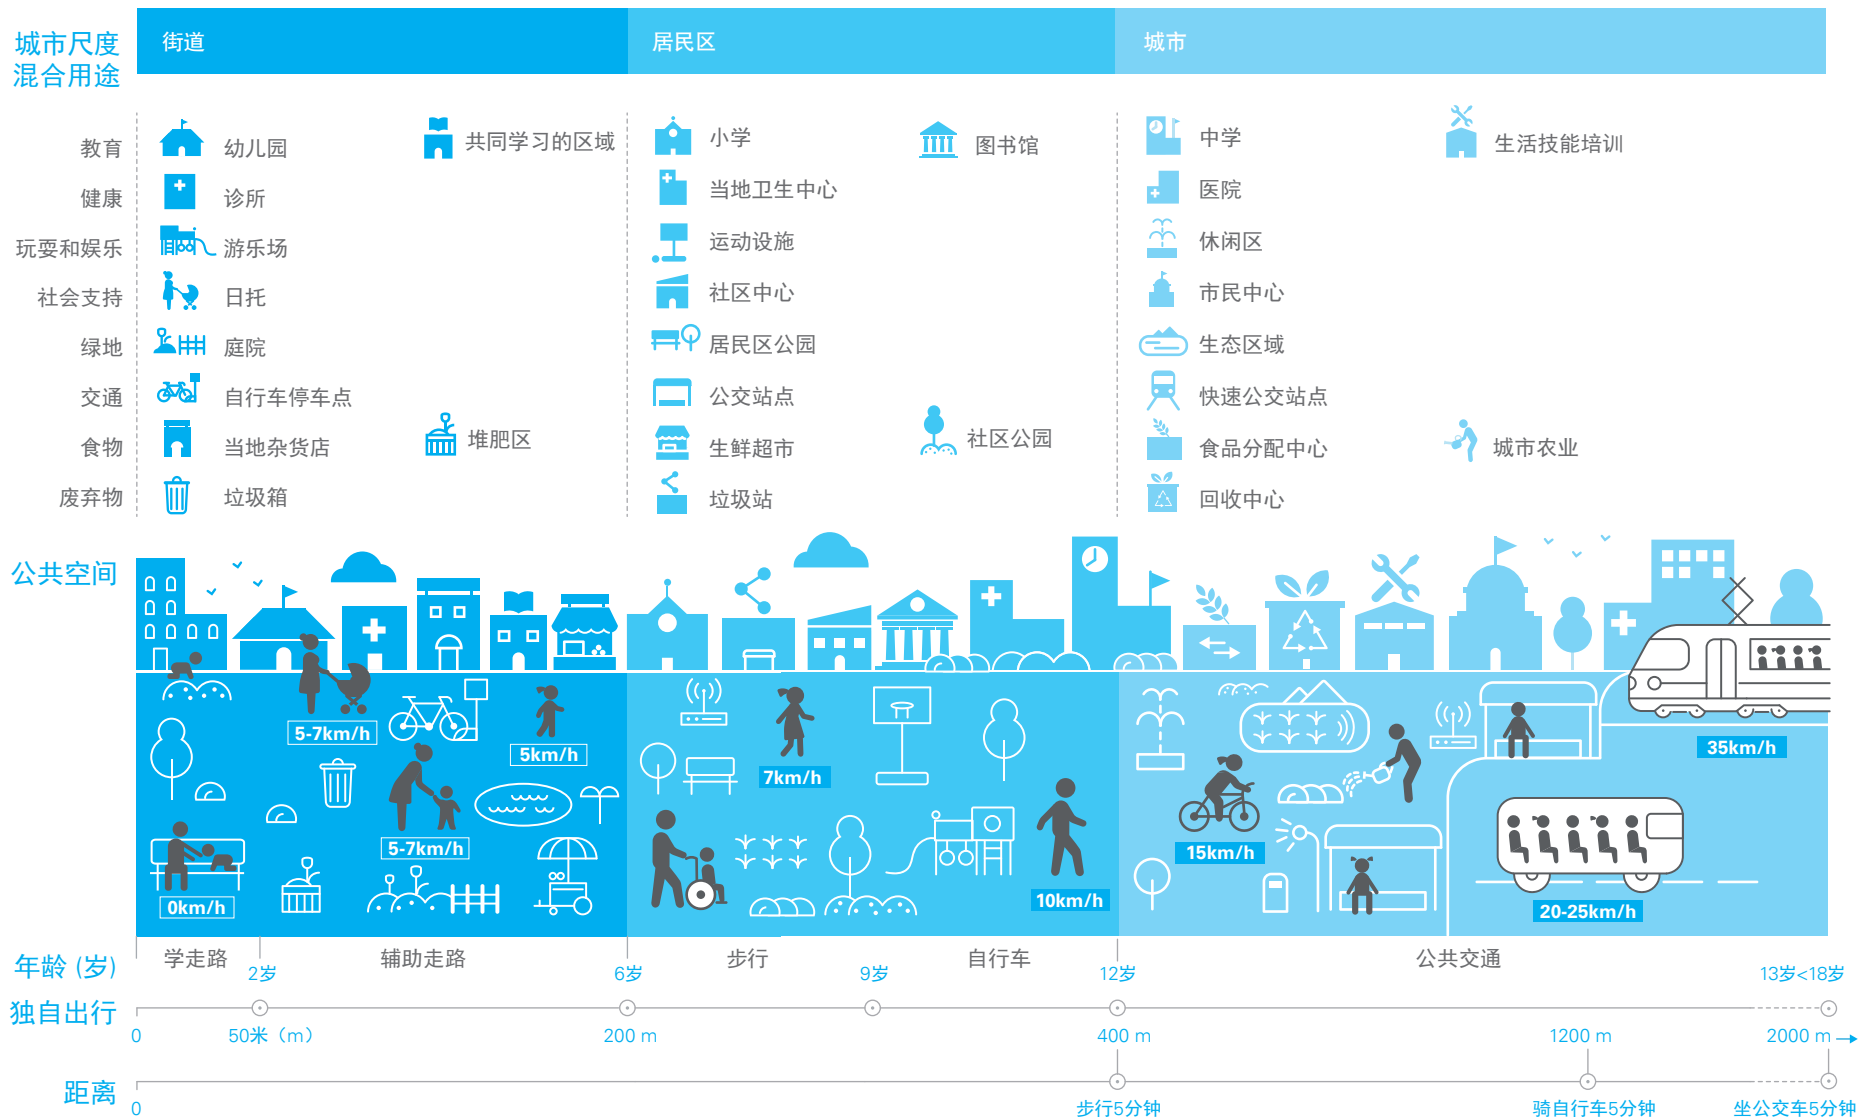 城市尺度
混合用途
街道
居民区
城市
教育
幼儿园
共同学习的区域
小学
图书馆
中学
生活技能培训
健康
诊所
当地卫生中心
医院
玩耍和娱乐
游乐场
运动设施
休闲区
社会支持
日托
社区中心
市民中心
绿地
庭院
居民区公园
生态区域
交通
自行车停车点
公交站点
快速公交站点
食物
当地杂货店
堆肥区
生鲜超市
社区公园
食品分配中心
城市农业
废弃物
垃圾箱
垃圾站
回收中心
公共空间
5-7km/h
5km/h
5-7km/h
0km/h
7km/h
10km/h
15km/h
35km/h
20-25km/h
年龄 (岁)
学走路
2岁
辅助走路
6岁
步行
9岁
自行车
12岁
公共交通
13岁<18岁
独自出行
0
50米（m）
200 m
400 m
1200 m
2000 m
距离
0
步行5分钟
骑自行车5分钟
坐公交车5分钟